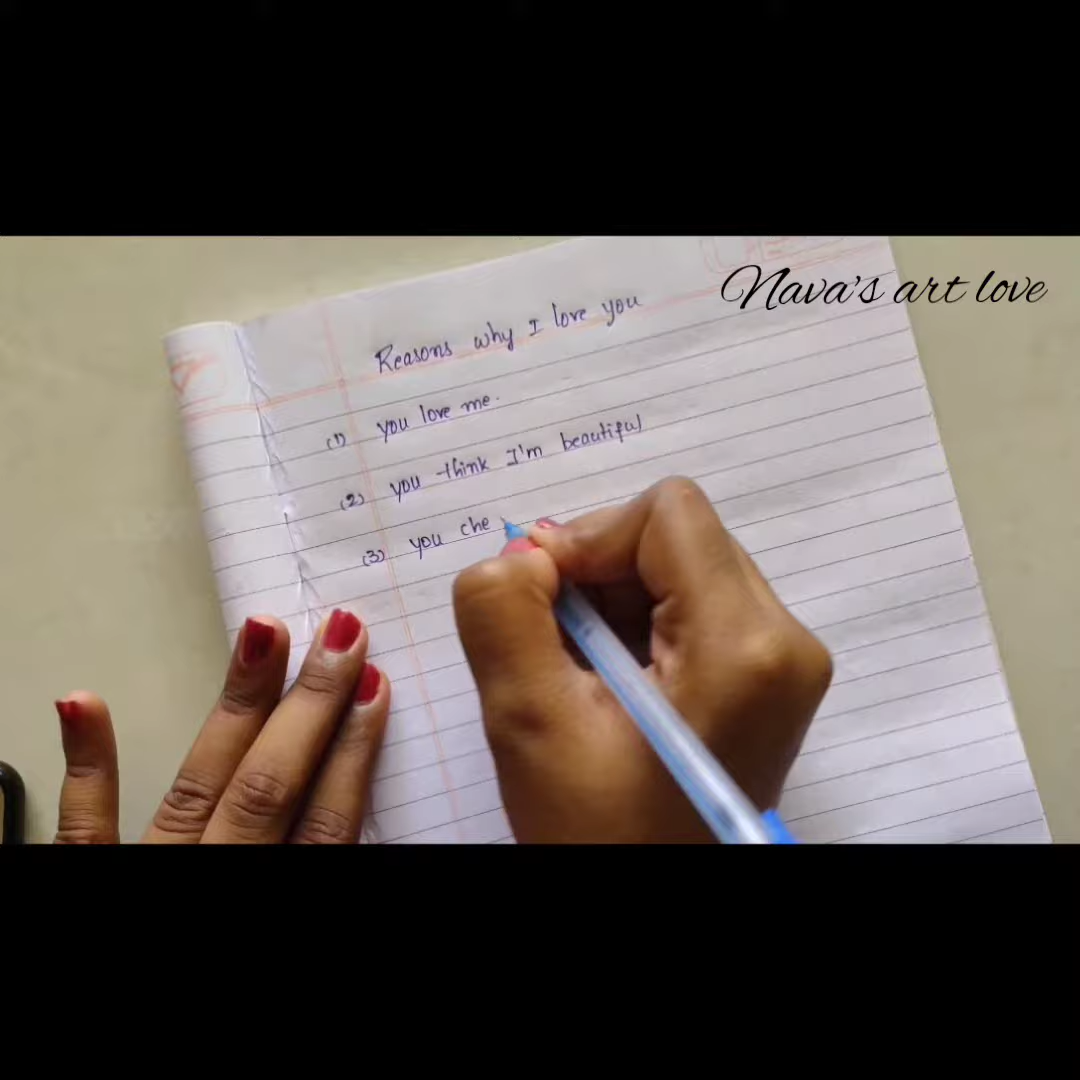 Nava's art love
Reasons why I love you
(1) you love me.
(2) you think I'm beautiful
(3) you che